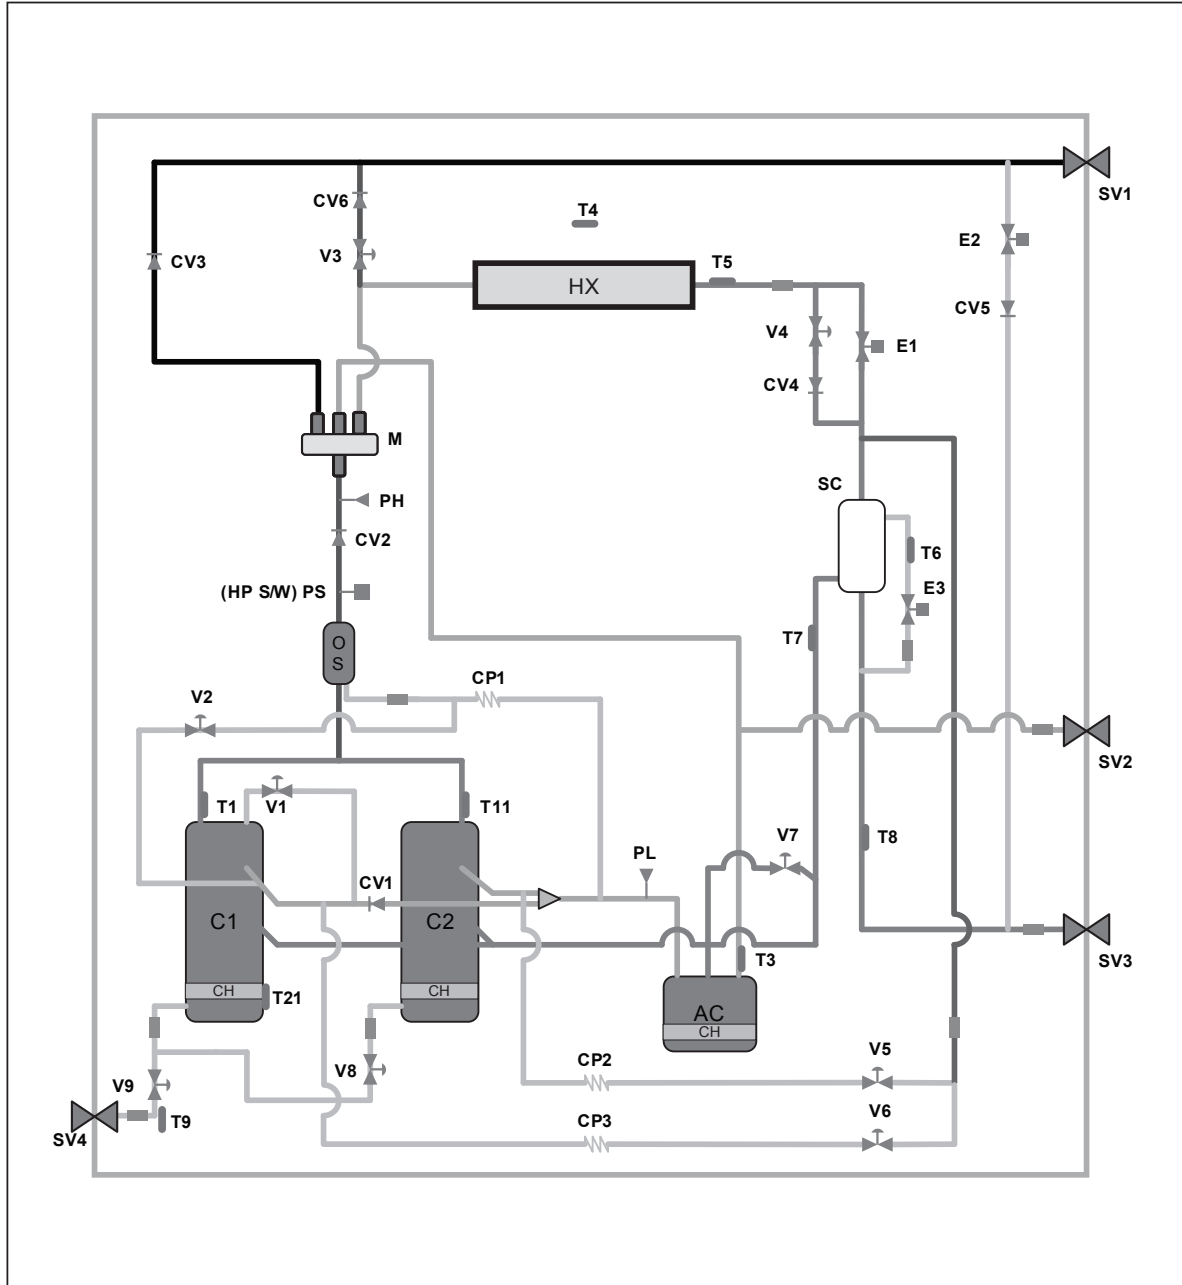 SV1
CV6
T4
E2
V3
CV3
T5
HX
CV5
V4
E1
CV4
M
SC
PH
CV2
T6
(HP S/W) PS
E3
O
S
T7
CP1
V2
SV2
T1
V1
T11
V7
T8
PL
CV1
C1
C2
T3
SV3
CH
T21
CH
AC
CH
CP2
V5
V8
V9
V6
CP3
T9
SV4